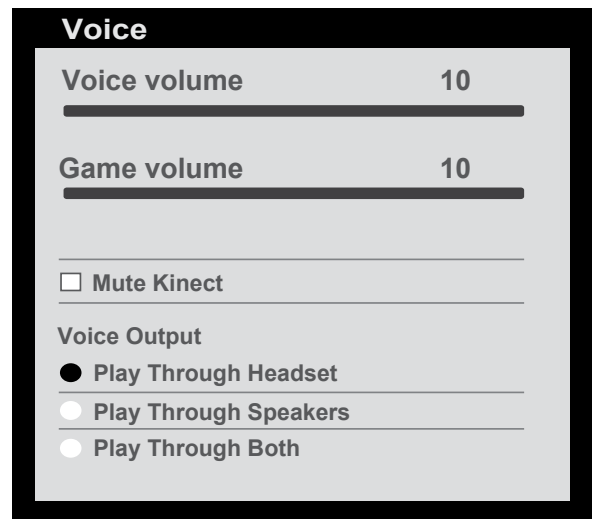 Voice
Voice volume 10
Game volume 10
Mute Kinect
Voice Output
Play Through Headset
Play Through Speakers
Play Through Both